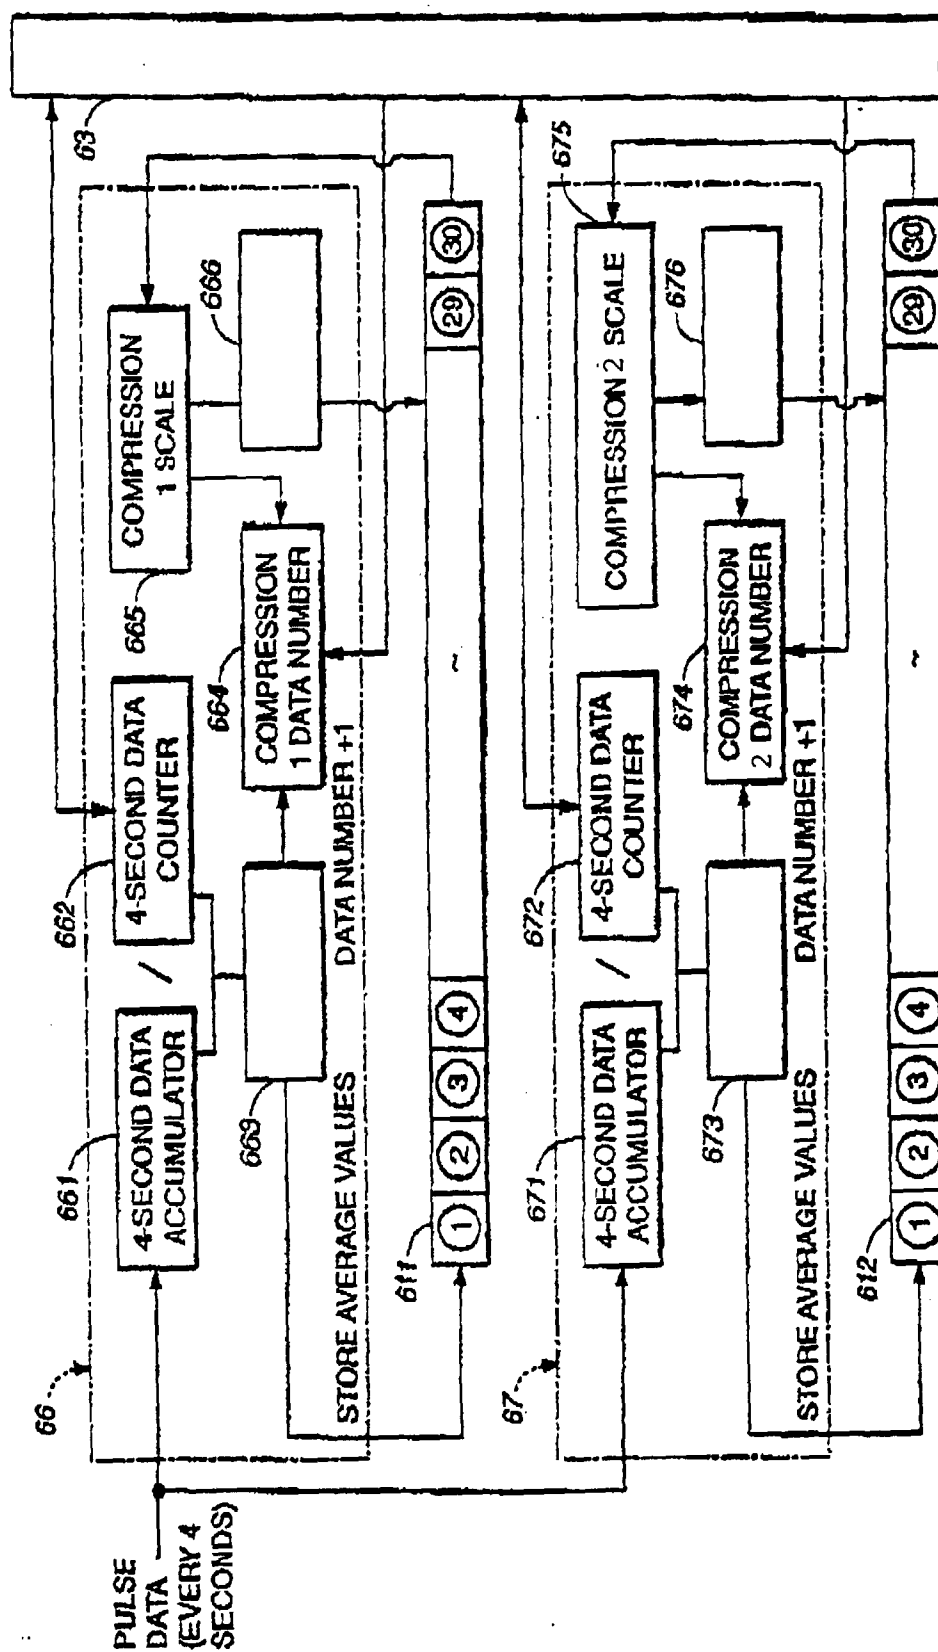 PULSE
DATA
(EVERY 4
SECONDS)
66
661
4-SECOND DATA
ACCUMULATOR
/
662
4-SECOND DATA
COUNTER
665
COMPRESSION
1 SCALE
63
663
664
COMPRESSION
1 DATA NUMBER
666
STORE AVERAGE VALUES
DATA NUMBER +1
611
1 2 3 4 ~ 29 30
67
671
4-SECOND DATA
ACCUMULATOR
/
672
4-SECOND DATA
COUNTER
COMPRESSION 2 SCALE
675
673
674
COMPRESSION
2 DATA NUMBER
676
STORE AVERAGE VALUES
DATA NUMBER +1
612
1 2 3 4 ~ 29 30